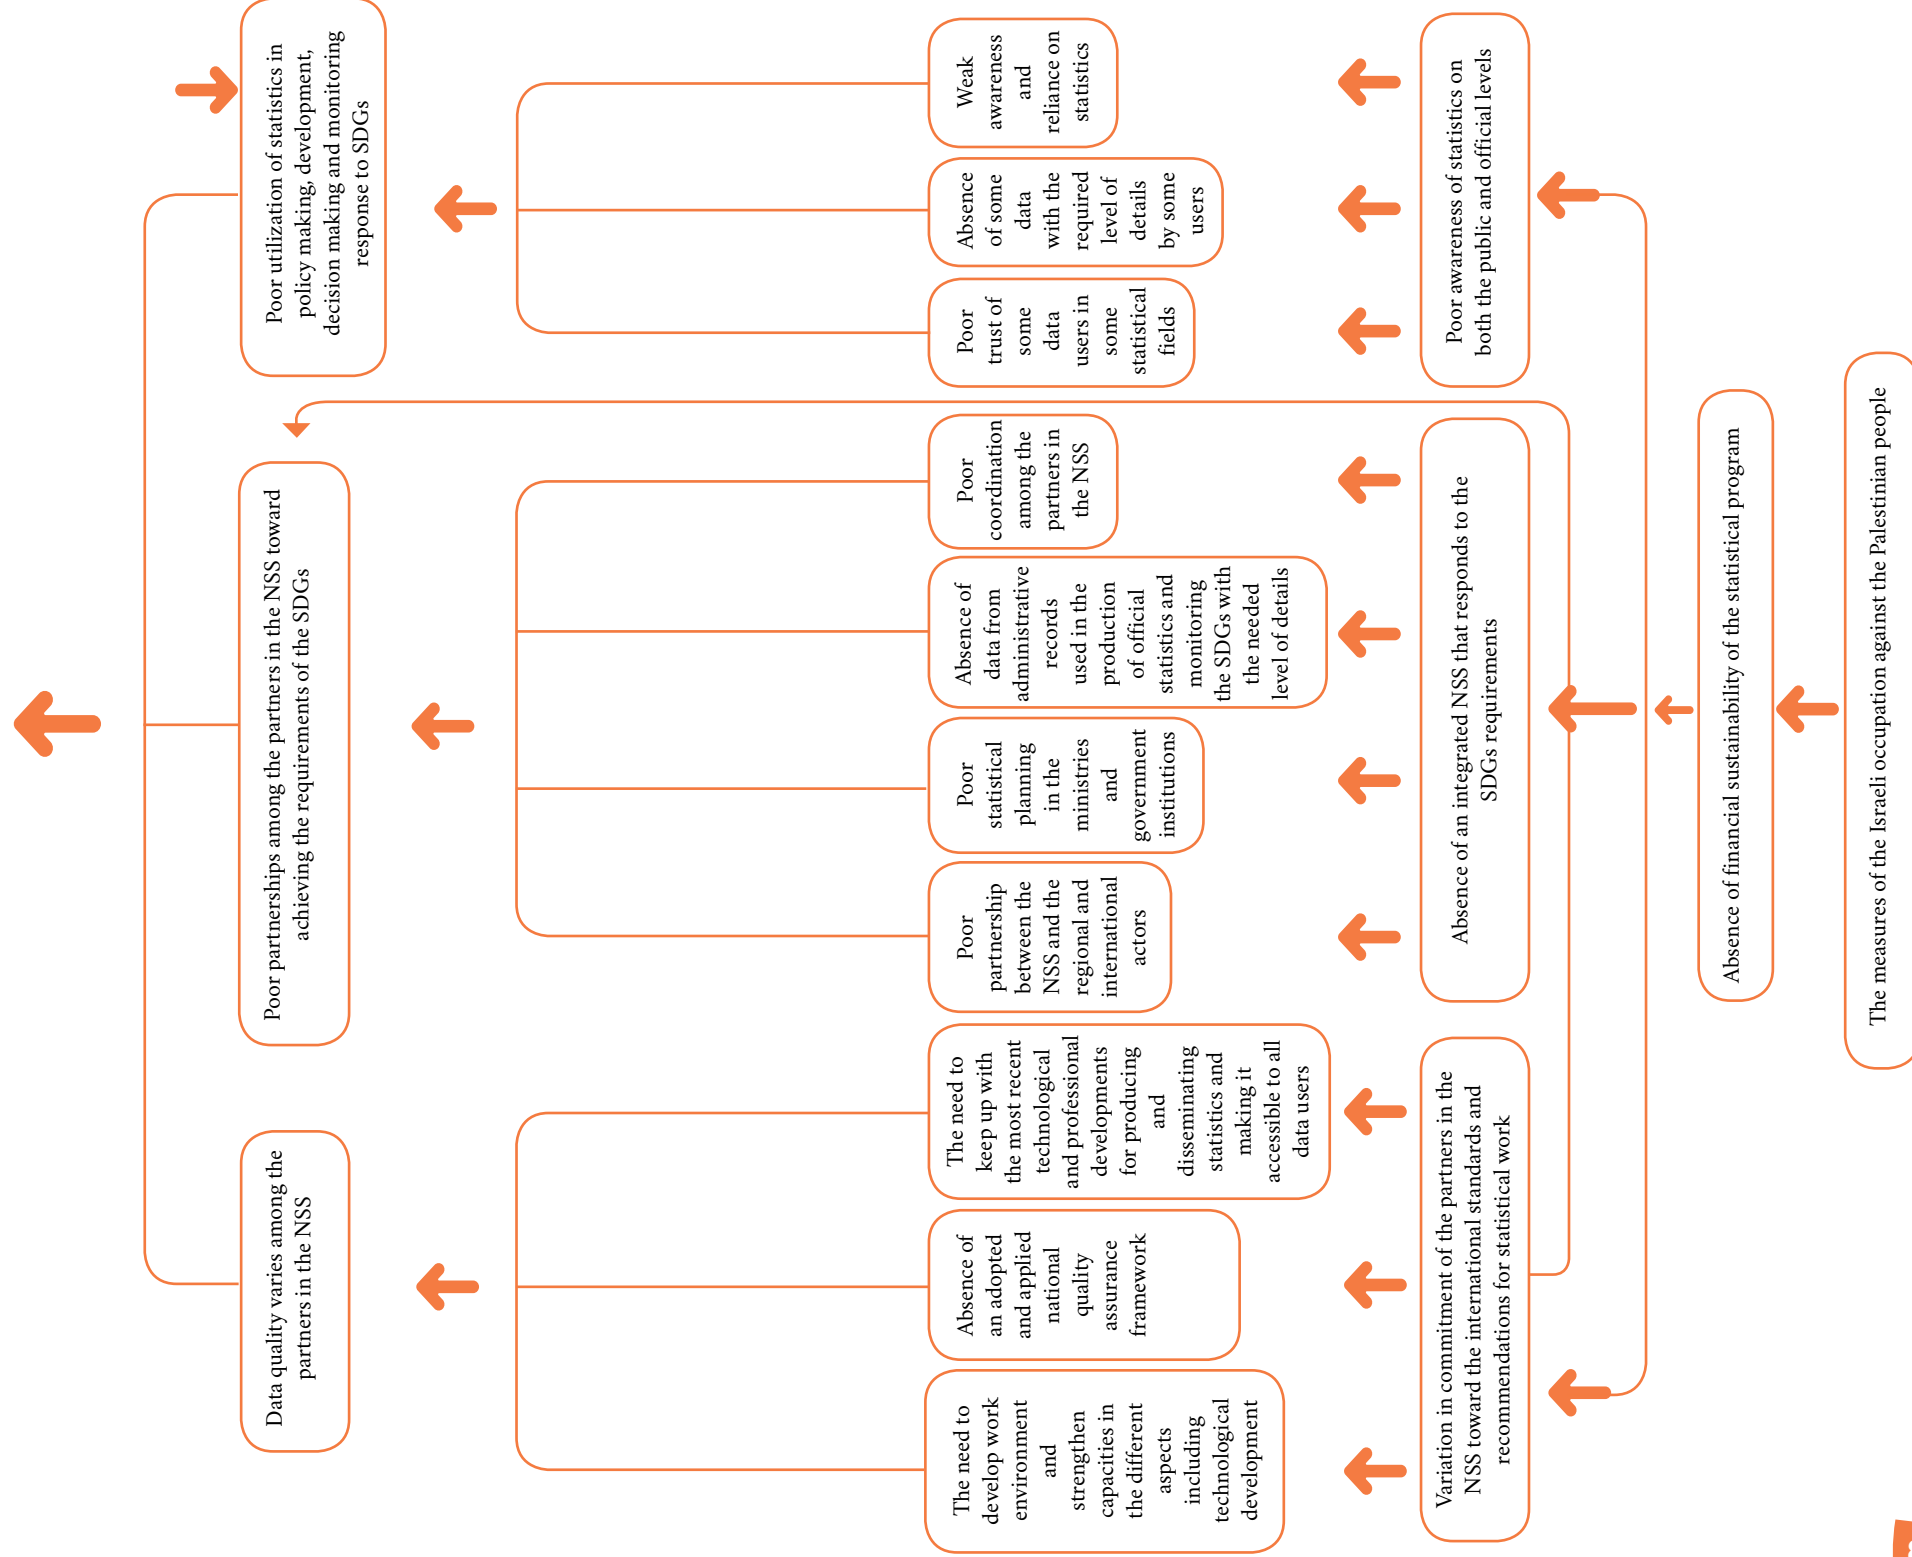 Data quality varies among the
partners in the NSS
Poor partnerships among the partners in the NSS toward
achieving the requirements of the SDGs
Poor utilization of statistics in
policy making, development,
decision making and monitoring
response to SDGs
The need to
develop work
environment
and
strengthen
capacities in
the different
aspects
including
technological
development
Absence of
an adopted
and applied
national
quality
assurance
framework
The need to
keep up with
the most recent
technological
and professional
developments
for producing
and
disseminating
statistics and
making it
accessible to all
data users
Poor
partnership
between the
NSS and the
regional and
international
actors
Poor
statistical
planning
in the
ministries
and
government
institutions
Absence of
data from
administrative
records
used in the
production
of official
statistics and
monitoring
the SDGs with
the needed
level of details
Poor
coordination
among the
partners in
the NSS
Poor
trust of
some
data
users in
some
statistical
fields
Absence
of some
data
with the
required
level of
details
by some
users
Weak
awareness
and
reliance on
statistics
Variation in commitment of the partners in the
NSS toward the international standards and
recommendations for statistical work
Absence of an integrated NSS that responds to the
SDGs requirements
Poor awareness of statistics on
both the public and official levels
Absence of financial sustainability of the statistical program
The measures of the Israeli occupation against the Palestinian people